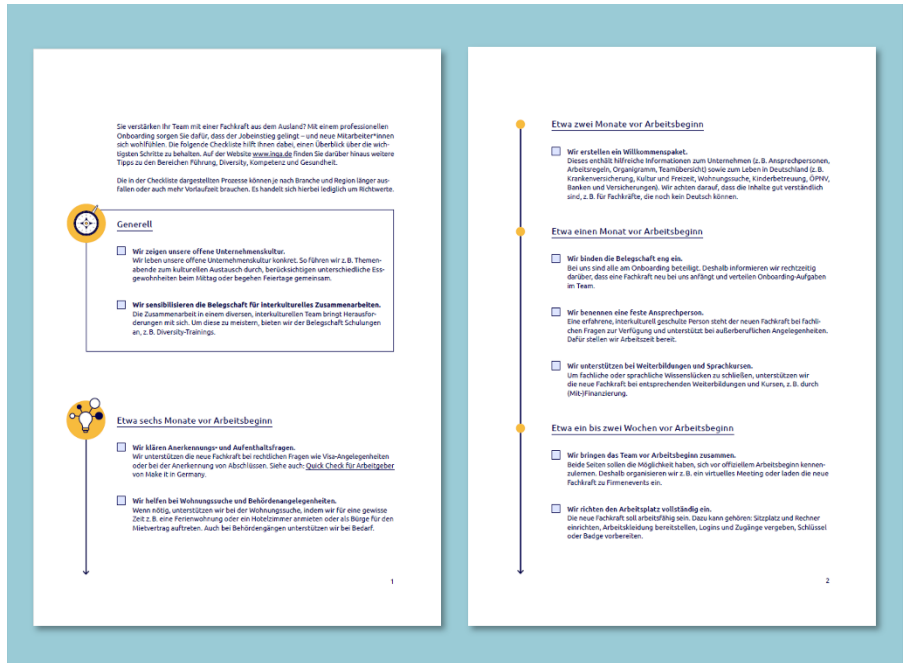 Sie verstärken Ihr Team mit einer Fachkraft aus dem Ausland? Mit einem professionellen
Onboarding sorgen Sie dafür, dass der Jobeinstieg gelingt – und neue Mitarbeiter*innen
sich wohlfühlen. Die folgende Checkliste hilft Ihnen dabei, einen Überblick über die wich-
tigsten Schritte zu behalten. Auf der Website www.inqa.de finden Sie darüber hinaus weitere
Tipps zu den Bereichen Führung, Diversity, Kompetenz und Gesundheit.
Die in der Checkliste dargestellten Prozesse können je nach Branche und Region länger aus-
fallen oder auch mehr Vorlaufzeit brauchen. Es handelt sich hierbei lediglich um Richtwerte.
Generell
Wir zeigen unsere offene Unternehmenskultur.
Wir leben unsere offene Unternehmenskultur konkret. So führen wir z. B. Themen-
abende zum kulturellen Austausch durch, berücksichtigen unterschiedliche Ess-
gewohnheiten beim Mittag oder begehen Feiertage gemeinsam.
Wir sensibilisieren die Belegschaft für interkulturelles Zusammenarbeiten.
Die Zusammenarbeit in einem diversen, interkulturellen Team bringt Herausfor-
derungen mit sich. Um diese zu meistern, bieten wir der Belegschaft Schulungen
an, z. B. Diversity-Trainings.
Etwa sechs Monate vor Arbeitsbeginn
Wir klären Anerkennungs- und Aufenthaltsfragen.
Wir unterstützen die neue Fachkraft bei rechtlichen Fragen wie Visa-Angelegenheiten
oder bei der Anerkennung von Abschlüssen. Siehe auch: Quick Check für Arbeitgeber
von Make it in Germany.
Wir helfen bei Wohnungssuche und Behördenangelegenheiten.
Wenn nötig, unterstützen wir bei der Wohnungssuche, indem wir für eine gewisse
Zeit z. B. eine Ferienwohnung oder ein Hotelzimmer anmieten oder als Bürge für den
Mietvertrag auftreten. Auch bei Behördengängen unterstützen wir bei Bedarf.
1
Etwa zwei Monate vor Arbeitsbeginn
Wir erstellen ein Willkommenspaket.
Dieses enthält hilfreiche Informationen zum Unternehmen (z. B. Ansprechpersonen,
Arbeitsregeln, Organigramm, Teamübersicht) sowie zum Leben in Deutschland (z. B.
Krankenversicherung, Kultur und Freizeit, Wohnungssuche, Kinderbetreuung, ÖPNV,
Banken und Versicherungen). Wir achten darauf, dass die Inhalte gut verständlich
sind, z. B. für Fachkräfte, die noch kein Deutsch können.
Etwa einen Monat vor Arbeitsbeginn
Wir binden die Belegschaft eng ein.
Bei uns sind alle am Onboarding beteiligt. Deshalb informieren wir rechtzeitig
darüber, dass eine Fachkraft neu bei uns anfängt und verteilen Onboarding-Aufgaben
im Team.
Wir benennen eine feste Ansprechperson.
Eine erfahrene, interkulturell geschulte Person steht der neuen Fachkraft bei fachli-
chen Fragen zur Verfügung und unterstützt bei außerberuflichen Angelegenheiten.
Dafür stellen wir Arbeitszeit bereit.
Wir unterstützen bei Weiterbildungen und Sprachkursen.
Um fachliche oder sprachliche Wissenslücken zu schließen, unterstützen wir
die neue Fachkraft bei entsprechenden Weiterbildungen und Kursen, z. B. durch
(Mit-)Finanzierung.
Etwa ein bis zwei Wochen vor Arbeitsbeginn
Wir bringen das Team vor Arbeitsbeginn zusammen.
Beide Seiten sollen die Möglichkeit haben, sich vor offiziellem Arbeitsbeginn kennen-
zulernen. Deshalb organisieren wir z. B. ein virtuelles Meeting oder laden die neue
Fachkraft zu Firmenevents ein.
Wir richten den Arbeitsplatz vollständig ein.
Die neue Fachkraft soll arbeitsfähig sein. Dazu kann gehören: Sitzplatz und Rechner
einrichten, Arbeitskleidung bereitstellen, Logins und Zugänge vergeben, Schlüssel
oder Badge vorbereiten.
2